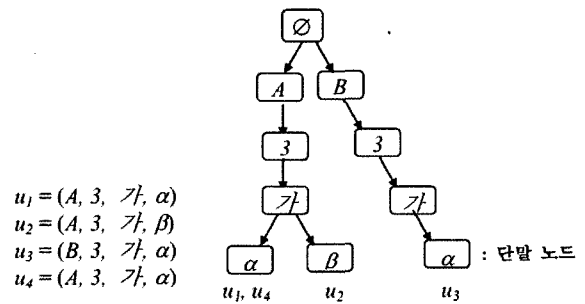 ∅
A B
3 3
가 가
α β α : 단말 노드
u₁, u₄ u₂ u₃
u₁ = (A, 3, 가, α)
u₂ = (A, 3, 가, β)
u₃ = (B, 3, 가, α)
u₄ = (A, 3, 가, α)